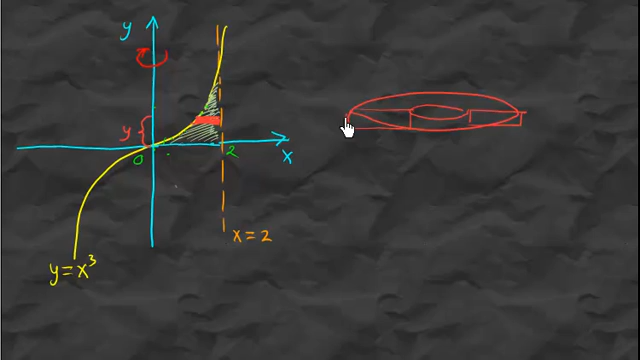 y
y
0
2
x
x = 2
y = x³